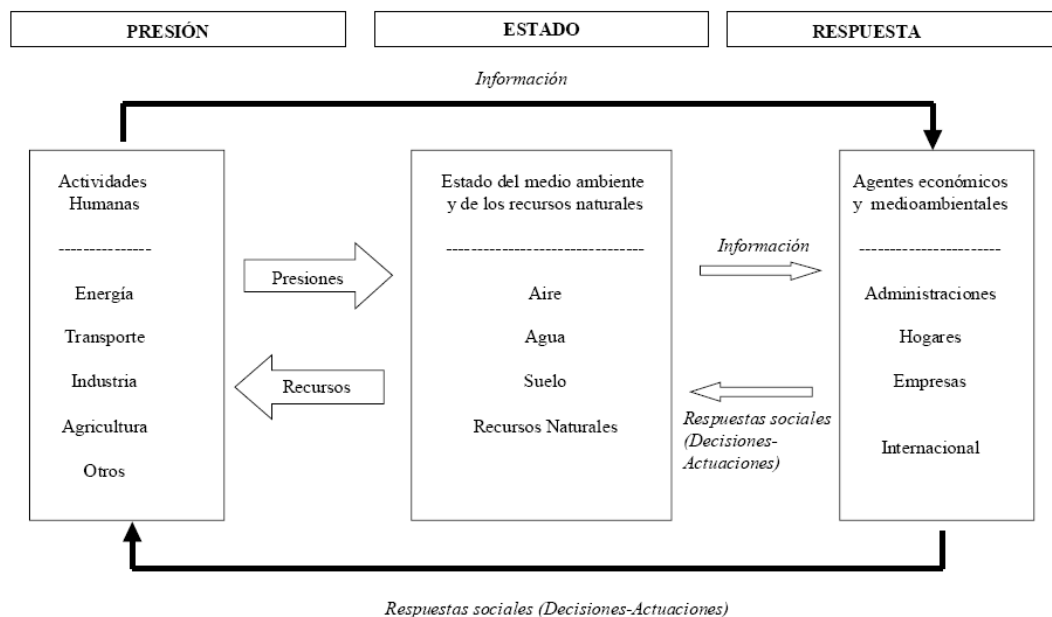 PRESIÓN
ESTADO
RESPUESTA
Información
Actividades
Humanas
---------------
Energía
Transporte
Industria
Agricultura
Otros
Presiones
Recursos
Estado del medio ambiente
y de los recursos naturales
--------------------------------
Aire
Agua
Suelo
Recursos Naturales
Información
Respuestas sociales
(Decisiones-
Actuaciones)
Agentes económicos
y medioambientales
-----------------------
Administraciones
Hogares
Empresas
Internacional
Respuestas sociales (Decisiones-Actuaciones)